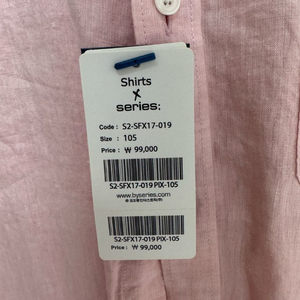 Shirts
x
series;
Code : S2-SFX17-019
Size : 105
Price : ₩ 99,000
S2-SFX17-019 PIX-105
www.byseries.com
S2-SFX17-019 PIX-105
Price : ₩ 99,000